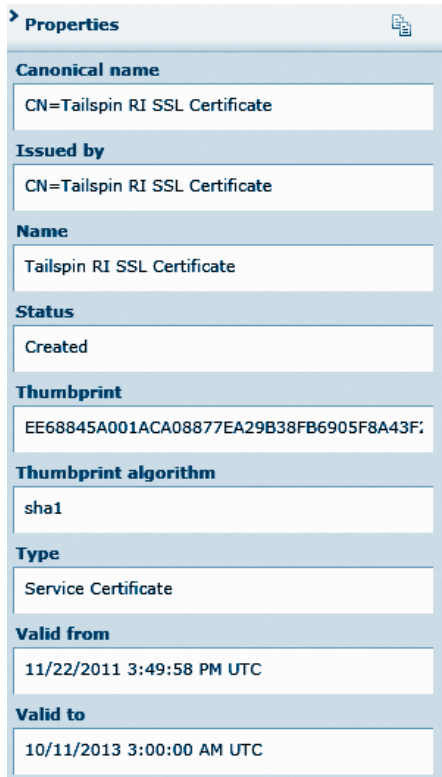 Properties
Canonical name
CN=Tailspin RI SSL Certificate
Issued by
CN=Tailspin RI SSL Certificate
Name
Tailspin RI SSL Certificate
Status
Created
Thumbprint
EE68845A001ACA08877EA29B38FB6905F8A43F2
Thumbprint algorithm
sha1
Type
Service Certificate
Valid from
11/22/2011 3:49:58 PM UTC
Valid to
10/11/2013 3:00:00 AM UTC